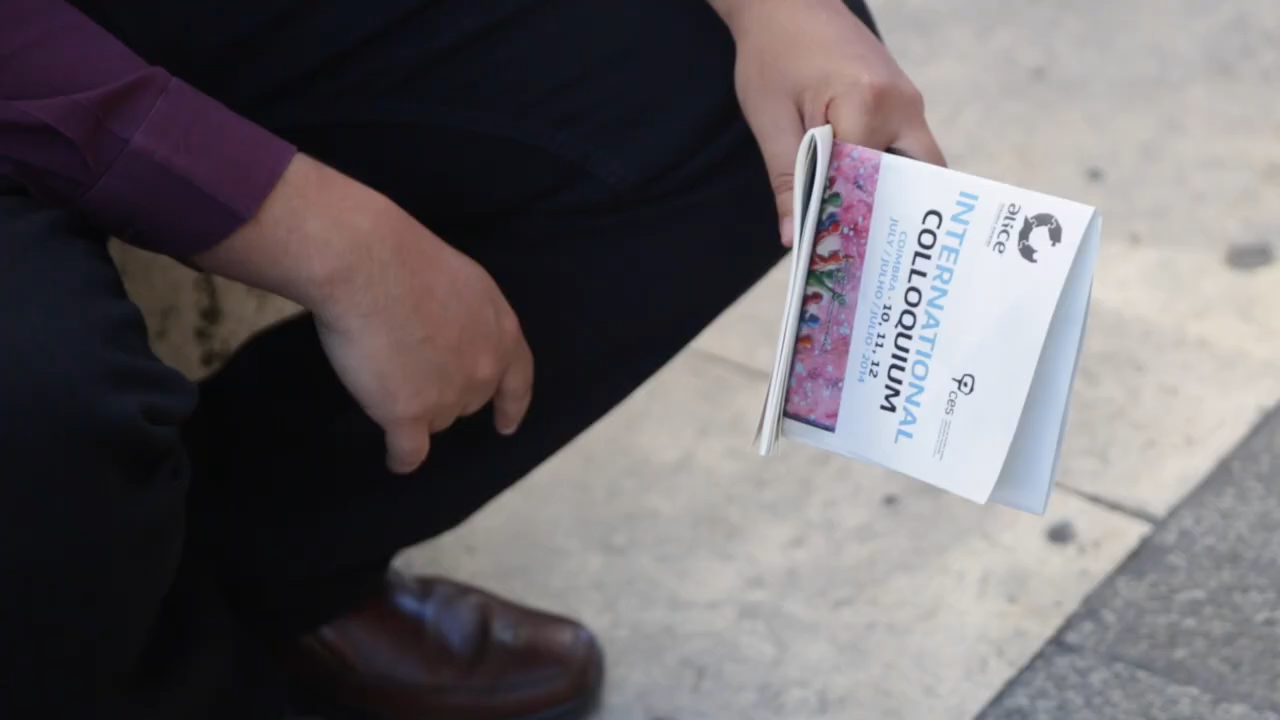 alice
ces
INTERNATIONAL
COLLOQUIUM
COIMBRA · 10, 11, 12
JULY / JULHO / JULIO 2014